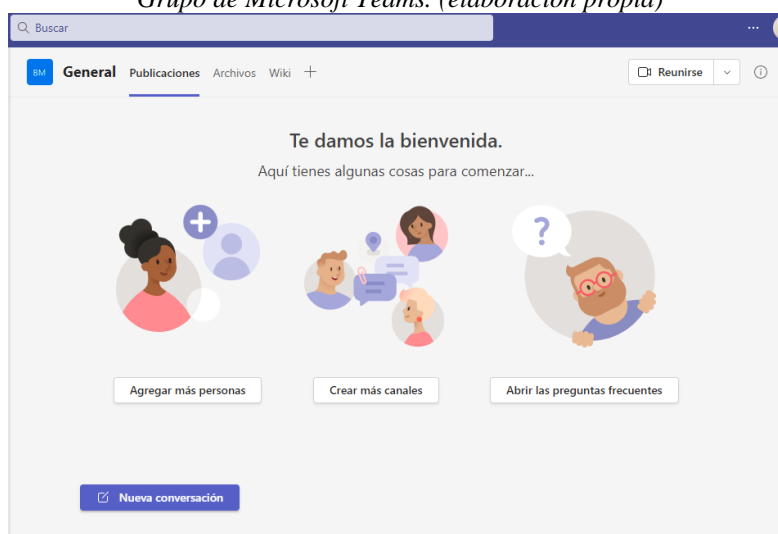 Grupo de Microsoft Teams. (elaboración propia)
Buscar
BM General Publicaciones Archivos Wiki Reunirse
Te damos la bienvenida.
Aquí tienes algunas cosas para comenzar...
?
Agregar más personas Crear más canales Abrir las preguntas frecuentes
Nueva conversación